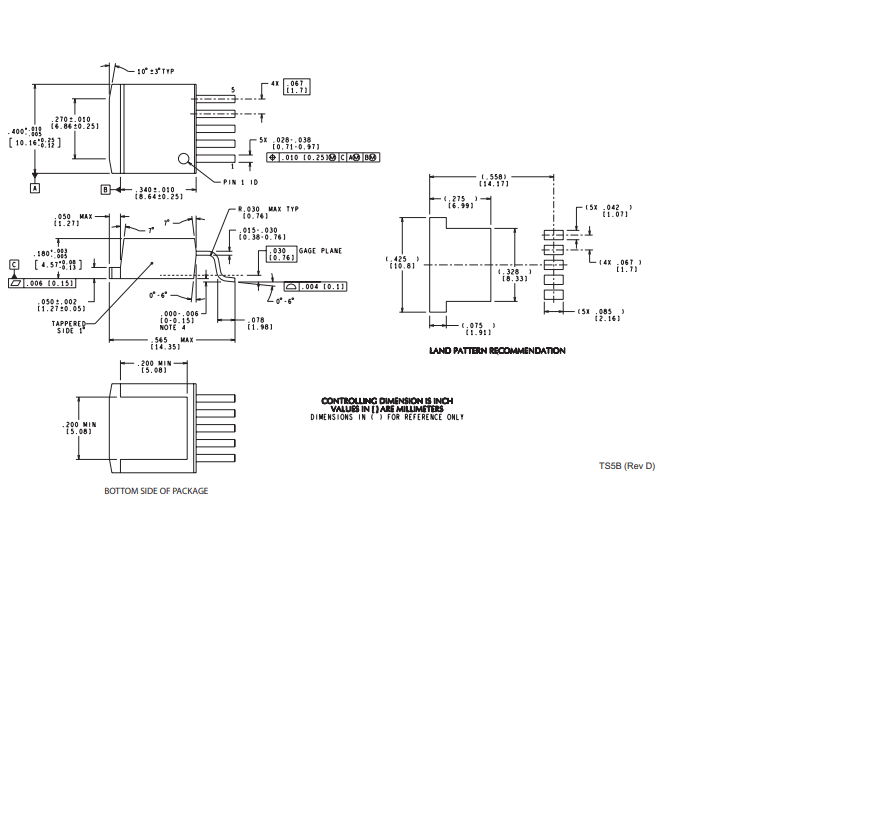 10° ±3° TYP
5
4X .067
[1.7]
.270±.010
[6.86±0.25]
.400 +.010 -.005
[10.16 +0.25 -0.12]
5X .028-.038
[0.71-0.97]
.010 [0.25]Ⓜ C AⓂ BⓂ
1
PIN 1 ID
A
B
.340±.010
[8.64±0.25]
.050 MAX
[1.27]
7°
7°
R.030 MAX TYP
[0.76]
.015-.030
[0.38-0.76]
.030
[0.76]
GAGE PLANE
C
.180 +.003 -.005
[4.57 +0.08 -0.13]
.006 [0.15]
.004 [0.1]
.050±.002
[1.27±0.05]
0°-6°
0°-6°
TAPPERED
SIDE 1°
.000-.006
[0-0.15]
NOTE 4
.078
[1.98]
.565 MAX
[14.35]
.200 MIN
[5.08]
.200 MIN
[5.08]
BOTTOM SIDE OF PACKAGE
(.558)
[14.17]
(.275 )
[6.99]
(5X .042 )
[1.07]
(.425 )
[10.8]
(.328 )
[8.33]
(4X .067)
[1.7]
(.075 )
[1.91]
(5X .085 )
[2.16]
LAND PATTERN RECOMMENDATION
CONTROLLING DIMENSION IS INCH
VALUES IN [ ] ARE MILLIMETERS
DIMENSIONS IN ( ) FOR REFERENCE ONLY
TS5B (Rev D)